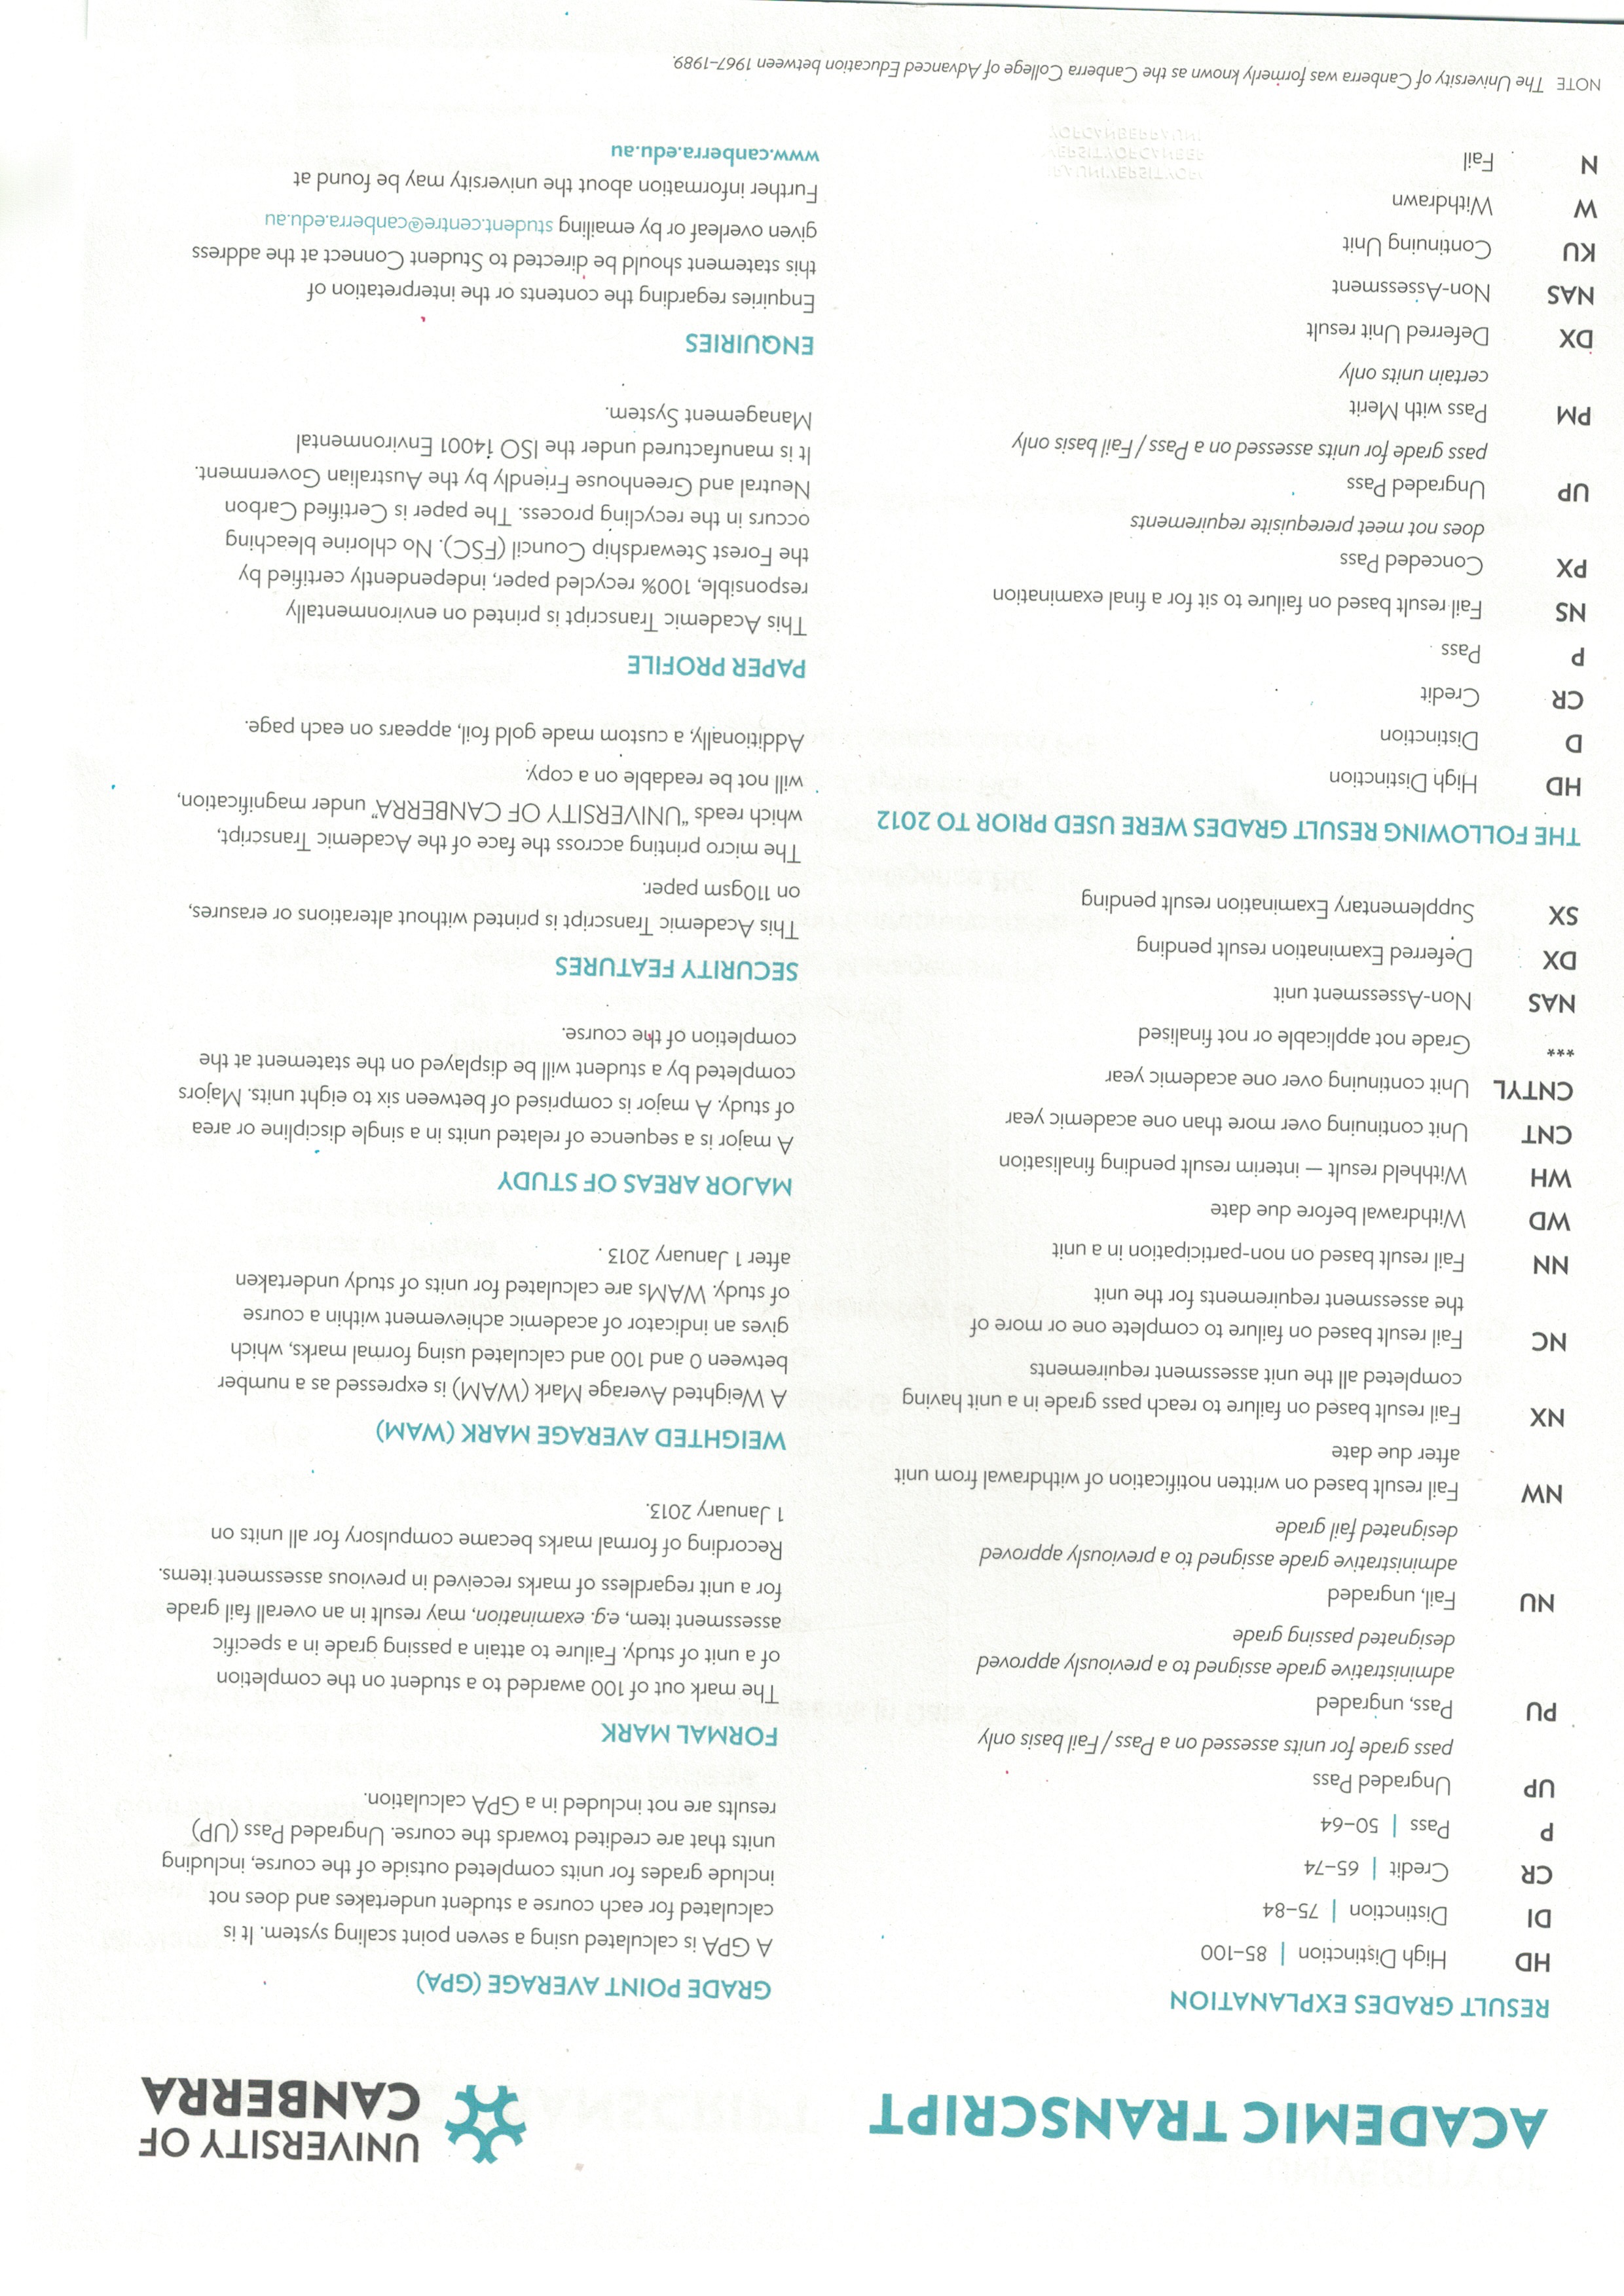 ACADEMIC TRANSCRIPT
UNIVERSITY OF
CANBERRA
RESULT GRADES EXPLANATION
HD High Distinction | 85–100
DI Distinction | 75–84
CR Credit | 65–74
P Pass | 50–64
UP Ungraded Pass
pass grade for units assessed on a Pass / Fail basis only
PU Pass, ungraded
administrative grade assigned to a previously approved
designated passing grade
NU Fail, ungraded
administrative grade assigned to a previously approved
designated fail grade
NW Fail result based on written notification of withdrawal from unit
after due date
NX Fail result based on failure to reach pass grade in a unit having
completed all the unit assessment requirements
NC Fail result based on failure to complete one or more of
the assessment requirements for the unit
NN Fail result based on non-participation in a unit
WD Withdrawal before due date
WH Withheld result — interim result pending finalisation
CNT Unit continuing over more than one academic year
CNTYL Unit continuing over one academic year
*** Grade not applicable or not finalised
NAS Non-Assessment unit
DX Deferred Examination result pending
SX Supplementary Examination result pending
THE FOLLOWING RESULT GRADES WERE USED PRIOR TO 2012
HD High Distinction
D Distinction
CR Credit
P Pass
NS Fail result based on failure to sit for a final examination
PX Conceded Pass
does not meet prerequisite requirements
UP Ungraded Pass
pass grade for units assessed on a Pass / Fail basis only
PM Pass with Merit
certain units only
DX Deferred Unit result
NAS Non-Assessment
KU Continuing Unit
W Withdrawn
N Fail
GRADE POINT AVERAGE (GPA)
A GPA is calculated using a seven point scaling system. It is
calculated for each course a student undertakes and does not
include grades for units completed outside of the course, including
units that are credited towards the course. Ungraded Pass (UP)
results are not included in a GPA calculation.
FORMAL MARK
The mark out of 100 awarded to a student on the completion
of a unit of study. Failure to attain a passing grade in a specific
assessment item, e.g. examination, may result in an overall fail grade
for a unit regardless of marks received in previous assessment items.
Recording of formal marks became compulsory for all units on
1 January 2013.
WEIGHTED AVERAGE MARK (WAM)
A Weighted Average Mark (WAM) is expressed as a number
between 0 and 100 and calculated using formal marks, which
gives an indicator of academic achievement within a course
of study. WAMs are calculated for units of study undertaken
after 1 January 2013.
MAJOR AREAS OF STUDY
A major is a sequence of related units in a single discipline or area
of study. A major is comprised of between six to eight units. Majors
completed by a student will be displayed on the statement at the
completion of the course.
SECURITY FEATURES
This Academic Transcript is printed without alterations or erasures,
on 110gsm paper.
The micro printing accross the face of the Academic Transcript,
which reads "UNIVERSITY OF CANBERRA" under magnification,
will not be readable on a copy.
Additionally, a custom made gold foil, appears on each page.
PAPER PROFILE
This Academic Transcript is printed on environmentally
responsible, 100% recycled paper, independently certified by
the Forest Stewardship Council (FSC). No chlorine bleaching
occurs in the recycling process. The paper is Certified Carbon
Neutral and Greenhouse Friendly by the Australian Government.
It is manufactured under the ISO 14001 Environmental
Management System.
ENQUIRIES
Enquiries regarding the contents or the interpretation of
this statement should be directed to Student Connect at the address
given overleaf or by emailing student.centre@canberra.edu.au
Further information about the university may be found at
www.canberra.edu.au
NOTE The University of Canberra was formerly known as the Canberra College of Advanced Education between 1967–1989.